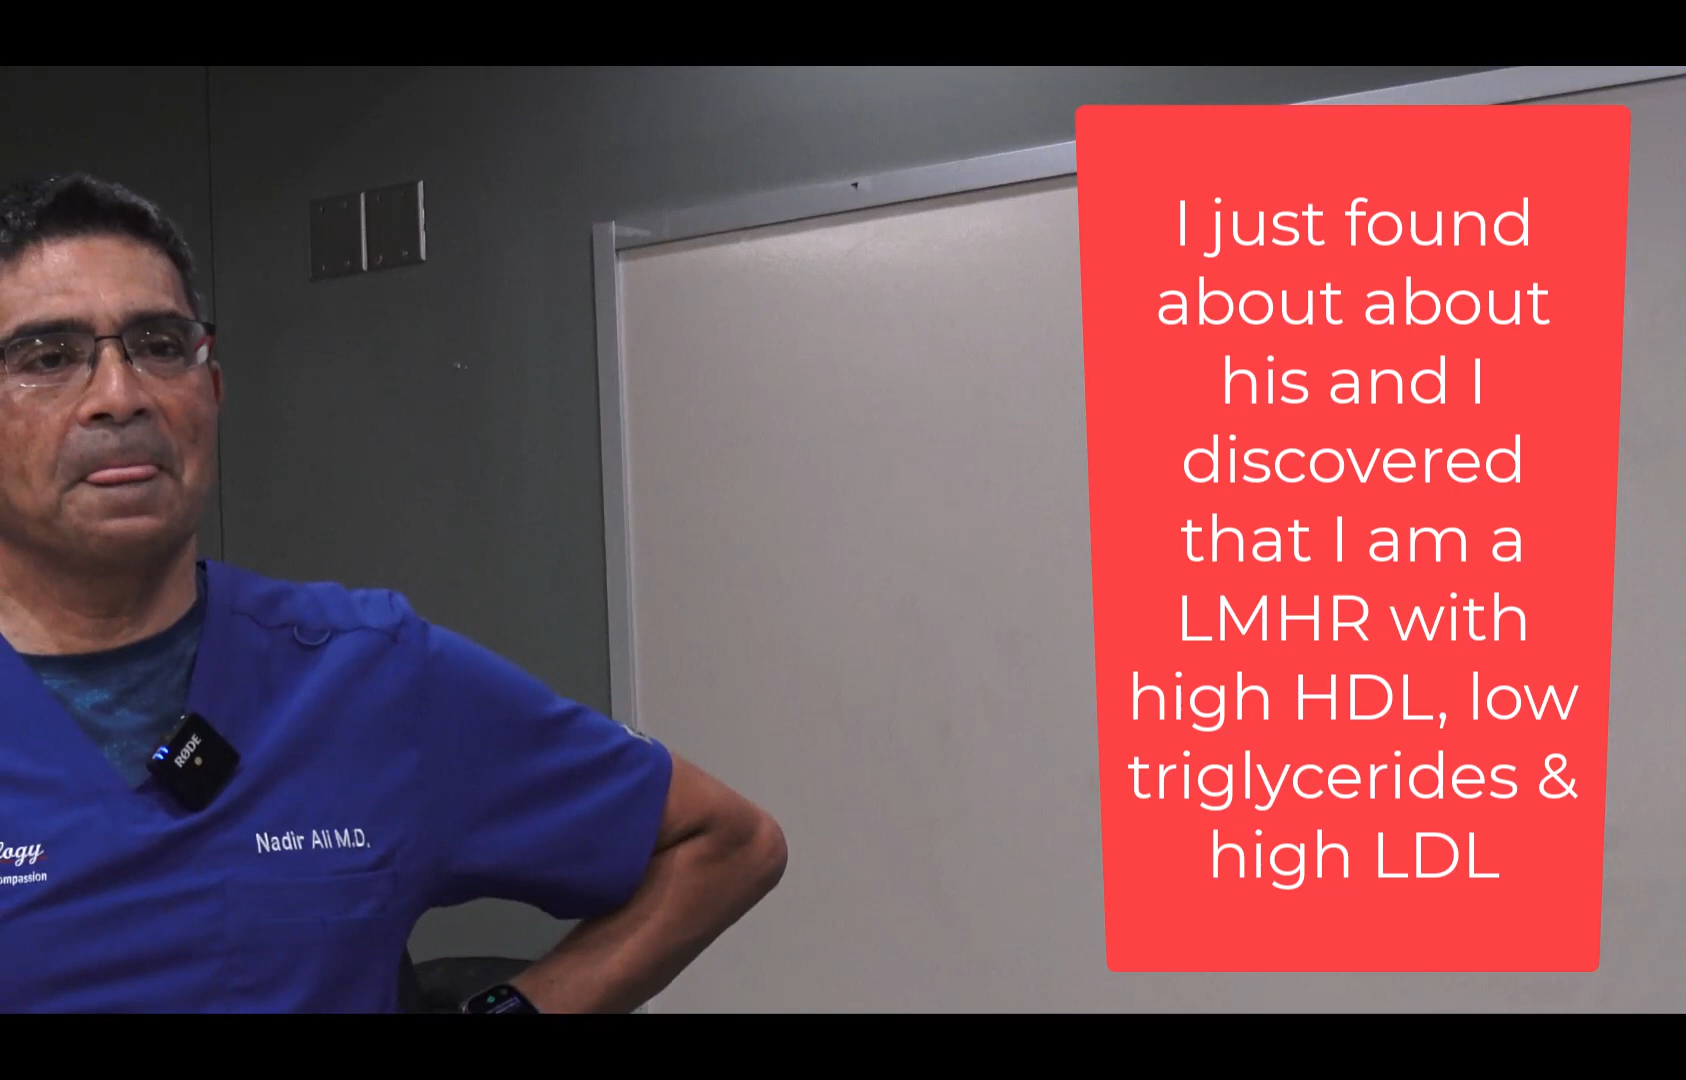 I just found
about about
his and I
discovered
that I am a
LMHR with
high HDL, low
triglycerides &
high LDL
RØDE
Nadir Ali M.D.